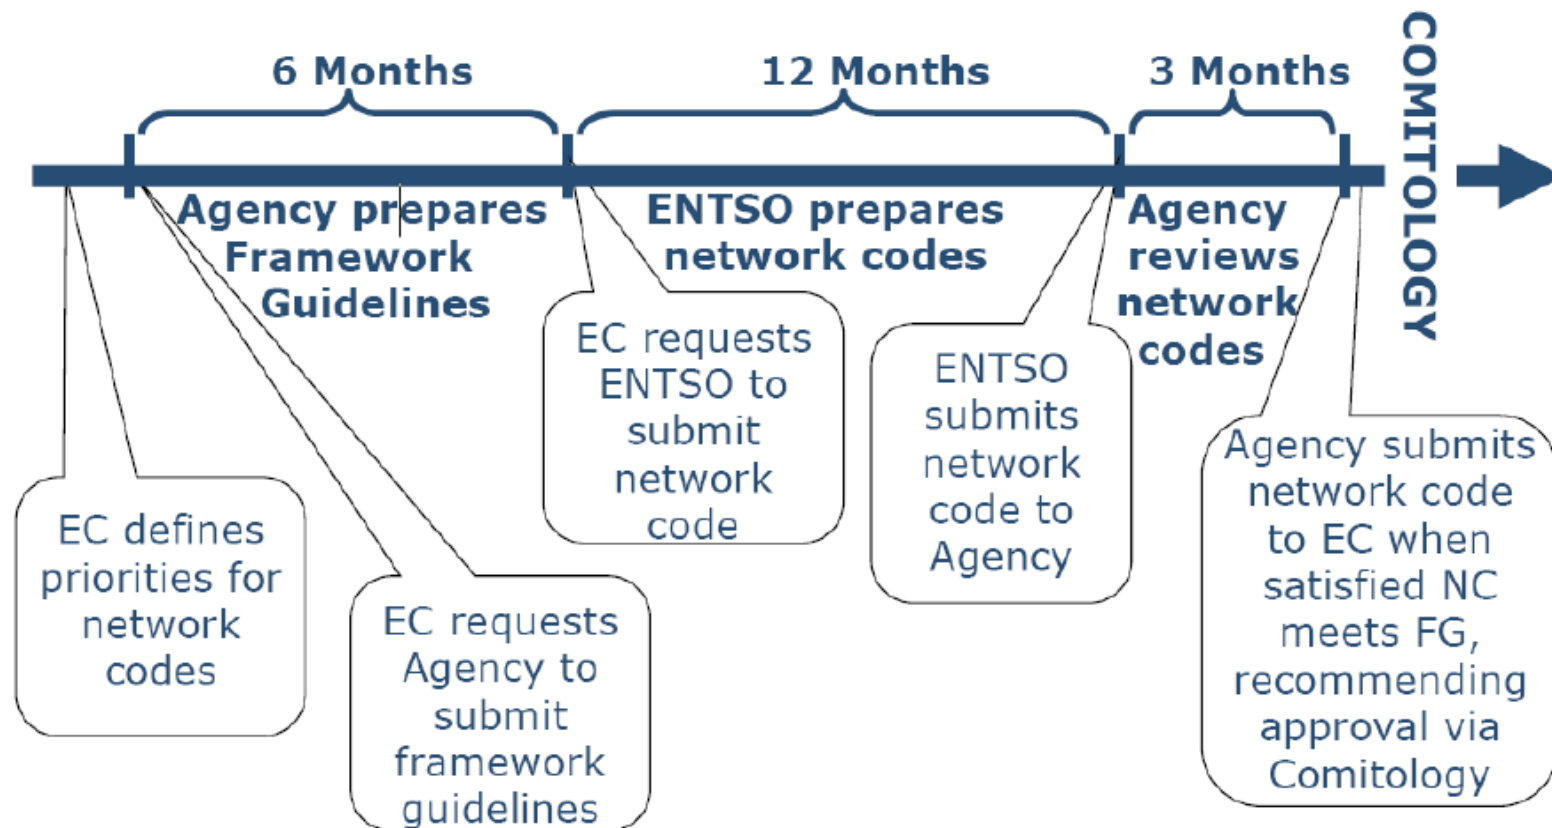 6 Months
12 Months
3 Months
COMITOLOGY
Agency prepares
Framework
Guidelines
ENTSO prepares
network codes
Agency
reviews
network
codes
EC defines
priorities for
network
codes
EC requests
Agency to
submit
framework
guidelines
EC requests
ENTSO to
submit
network
code
ENTSO
submits
network
code to
Agency
Agency submits
network code
to EC when
satisfied NC
meets FG,
recommending
approval via
Comitology